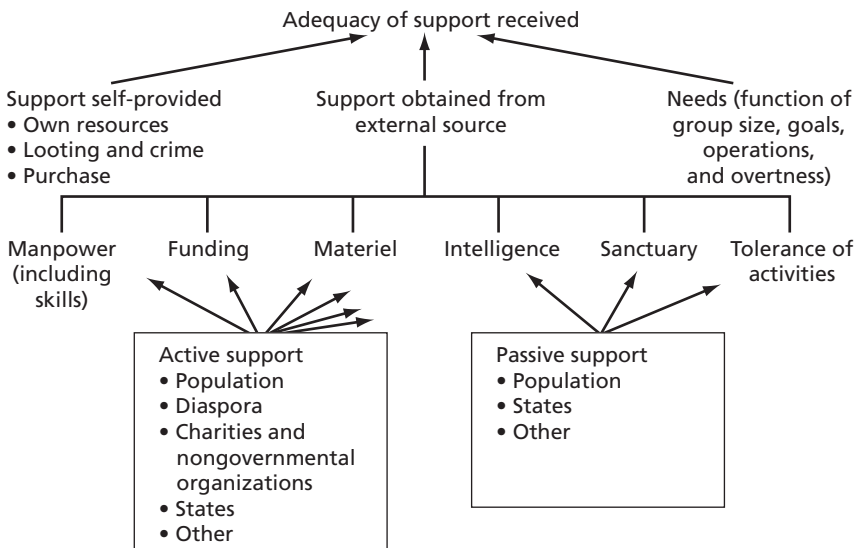 Adequacy of support received
Support self-provided
• Own resources
• Looting and crime
• Purchase
Support obtained from
external source
Needs (function of
group size, goals,
operations,
and overtness)
Manpower
(including
skills)
Funding
Materiel
Intelligence
Sanctuary
Tolerance of
activities
Active support
• Population
• Diaspora
• Charities and
nongovernmental
organizations
• States
• Other
Passive support
• Population
• States
• Other